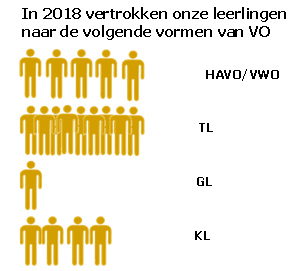 In 2018 vertrokken onze leerlingen
naar de volgende vormen van VO
HAVO/VWO
TL
GL
KL